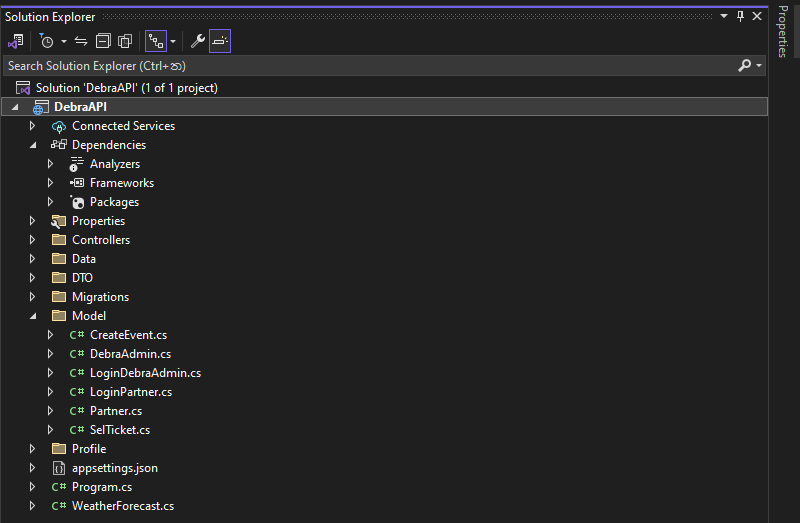 Solution Explorer
Properties
Search Solution Explorer (Ctrl+
Solution 'DebraAPI' (1 of 1 project)
DebraAPI
Connected Services
Dependencies
Analyzers
Frameworks
Packages
Properties
Controllers
Data
DTO
Migrations
Model
C# CreateEvent.cs
C# DebraAdmin.cs
C# LoginDebraAdmin.cs
C# LoginPartner.cs
C# Partner.cs
C# SelTicket.cs
Profile
appsettings.json
C# Program.cs
C# WeatherForecast.cs